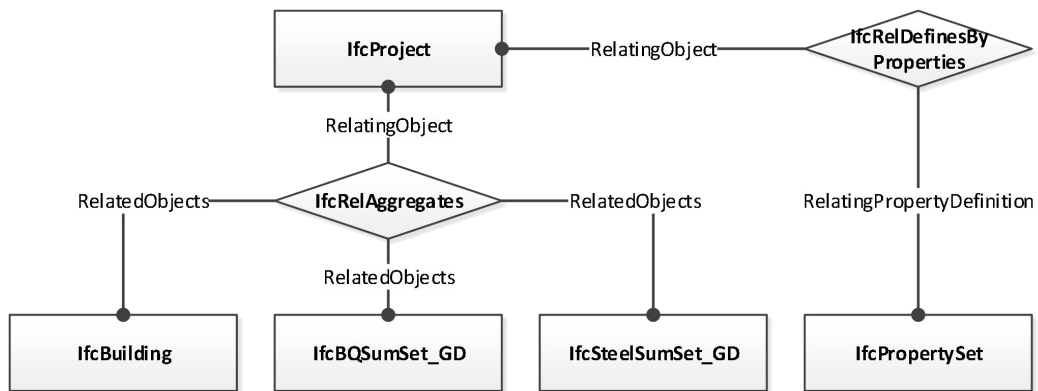 IfcProject
RelatingObject
IfcRelDefinesBy
Properties
RelatingObject
RelatedObjects
IfcRelAggregates
RelatedObjects
RelatingPropertyDefinition
RelatedObjects
IfcBuilding
IfcBQSumSet_GD
IfcSteelSumSet_GD
IfcPropertySet